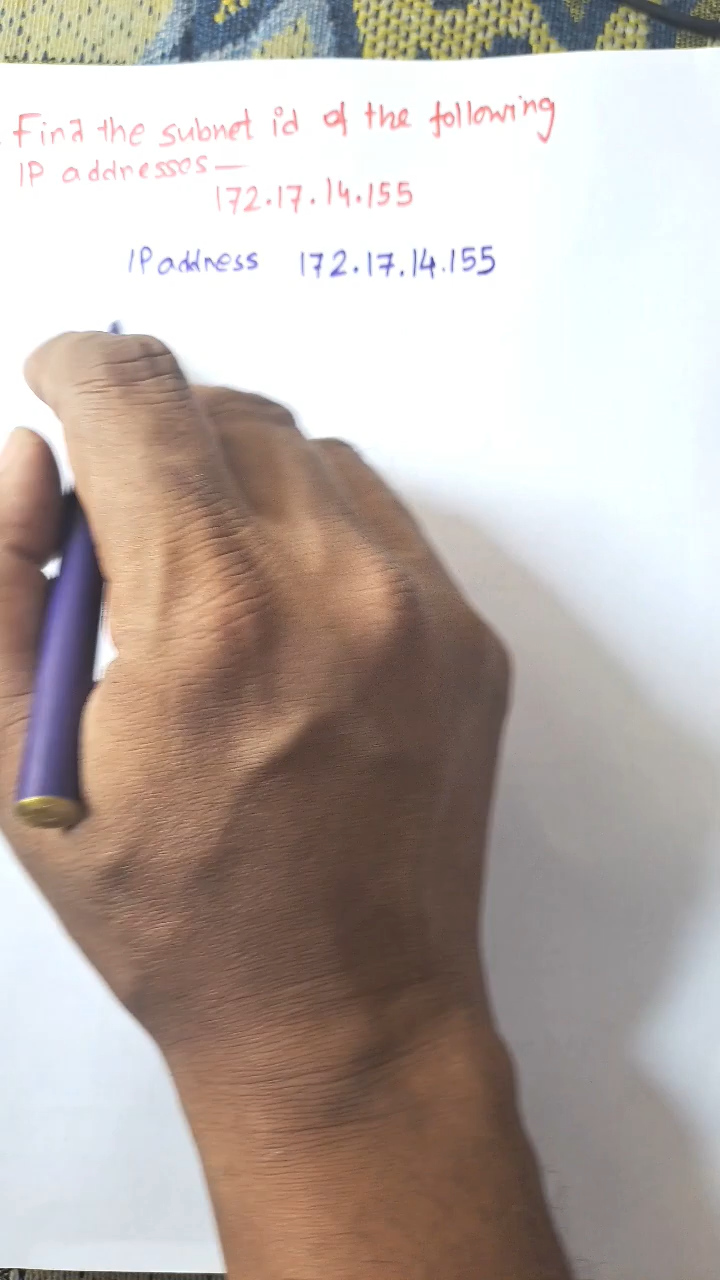 Find the subnet id of the following
IP addresses—
172.17.14.155
IP address 172.17.14.155